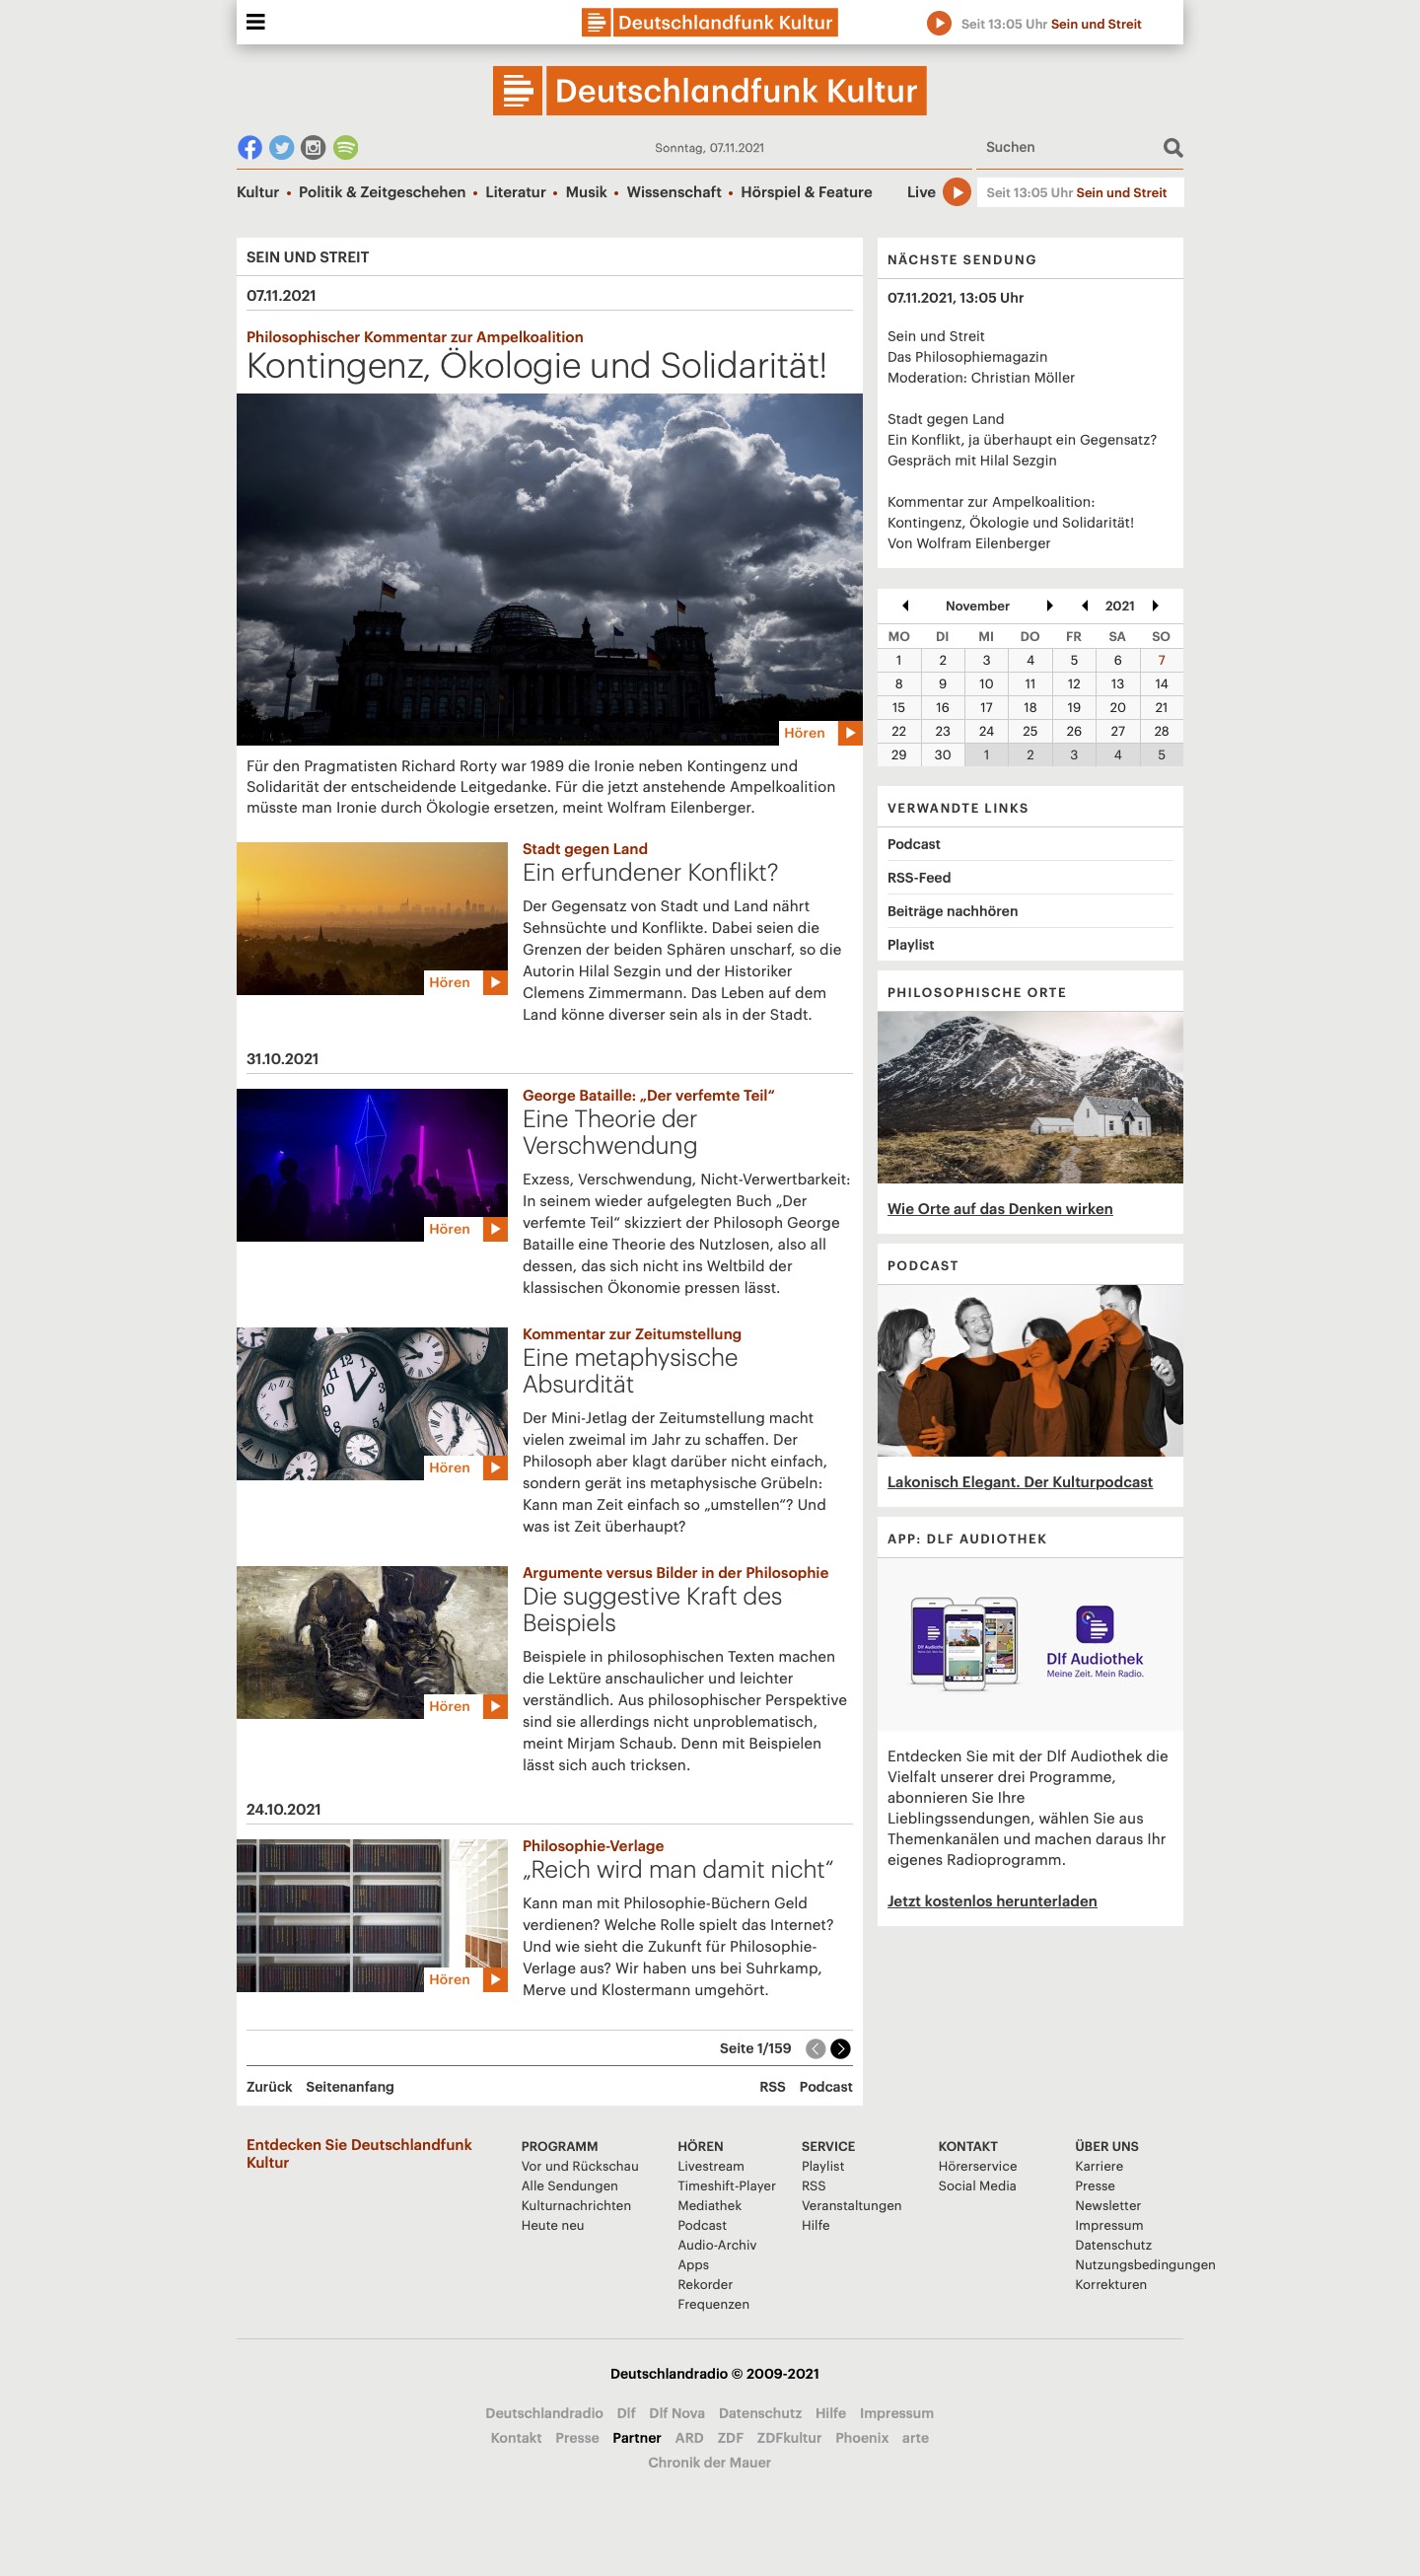 Deutschlandfunk Kultur
Seit 13:05 Uhr Sein und Streit
Deutschlandfunk Kultur
Sonntag, 07.11.2021
Suchen
Kultur • Politik & Zeitgeschehen • Literatur • Musik • Wissenschaft • Hörspiel & Feature
Live
Seit 13:05 Uhr Sein und Streit
SEIN UND STREIT
07.11.2021
Philosophischer Kommentar zur Ampelkoalition
Kontingenz, Ökologie und Solidarität!
Hören
Für den Pragmatisten Richard Rorty war 1989 die Ironie neben Kontingenz und
Solidarität der entscheidende Leitgedanke. Für die jetzt anstehende Ampelkoalition
müsste man Ironie durch Ökologie ersetzen, meint Wolfram Eilenberger.
Stadt gegen Land
Ein erfundener Konflikt?
Der Gegensatz von Stadt und Land nährt
Sehnsüchte und Konflikte. Dabei seien die
Grenzen der beiden Sphären unscharf, so die
Autorin Hilal Sezgin und der Historiker
Clemens Zimmermann. Das Leben auf dem
Land könne diverser sein als in der Stadt.
Hören
31.10.2021
George Bataille: „Der verfemte Teil“
Eine Theorie der
Verschwendung
Exzess, Verschwendung, Nicht-Verwertbarkeit:
In seinem wieder aufgelegten Buch „Der
verfemte Teil“ skizziert der Philosoph George
Bataille eine Theorie des Nutzlosen, also all
dessen, das sich nicht ins Weltbild der
klassischen Ökonomie pressen lässt.
Hören
Kommentar zur Zeitumstellung
Eine metaphysische
Absurdität
Der Mini-Jetlag der Zeitumstellung macht
vielen zweimal im Jahr zu schaffen. Der
Philosoph aber klagt darüber nicht einfach,
sondern gerät ins metaphysische Grübeln:
Kann man Zeit einfach so „umstellen“? Und
was ist Zeit überhaupt?
Hören
Argumente versus Bilder in der Philosophie
Die suggestive Kraft des
Beispiels
Beispiele in philosophischen Texten machen
die Lektüre anschaulicher und leichter
verständlich. Aus philosophischer Perspektive
sind sie allerdings nicht unproblematisch,
meint Mirjam Schaub. Denn mit Beispielen
lässt sich auch tricksen.
Hören
24.10.2021
Philosophie-Verlage
„Reich wird man damit nicht“
Kann man mit Philosophie-Büchern Geld
verdienen? Welche Rolle spielt das Internet?
Und wie sieht die Zukunft für Philosophie-
Verlage aus? Wir haben uns bei Suhrkamp,
Merve und Klostermann umgehört.
Hören
Seite 1/159
Zurück Seitenanfang
RSS Podcast
NÄCHSTE SENDUNG
07.11.2021, 13:05 Uhr
Sein und Streit
Das Philosophiemagazin
Moderation: Christian Möller
Stadt gegen Land
Ein Konflikt, ja überhaupt ein Gegensatz?
Gespräch mit Hilal Sezgin
Kommentar zur Ampelkoalition:
Kontingenz, Ökologie und Solidarität!
Von Wolfram Eilenberger
November 2021
MO DI MI DO FR SA SO
1 2 3 4 5 6 7
8 9 10 11 12 13 14
15 16 17 18 19 20 21
22 23 24 25 26 27 28
29 30 1 2 3 4 5
VERWANDTE LINKS
Podcast
RSS-Feed
Beiträge nachhören
Playlist
PHILOSOPHISCHE ORTE
Wie Orte auf das Denken wirken
PODCAST
Lakonisch Elegant. Der Kulturpodcast
APP: DLF AUDIOTHEK
Dlf Audiothek
Meine Zeit. Mein Radio.
Entdecken Sie mit der Dlf Audiothek die
Vielfalt unserer drei Programme,
abonnieren Sie Ihre
Lieblingssendungen, wählen Sie aus
Themenkanälen und machen daraus Ihr
eigenes Radioprogramm.
Jetzt kostenlos herunterladen
Entdecken Sie Deutschlandfunk
Kultur
PROGRAMM
Vor und Rückschau
Alle Sendungen
Kulturnachrichten
Heute neu
HÖREN
Livestream
Timeshift-Player
Mediathek
Podcast
Audio-Archiv
Apps
Rekorder
Frequenzen
SERVICE
Playlist
RSS
Veranstaltungen
Hilfe
KONTAKT
Hörerservice
Social Media
ÜBER UNS
Karriere
Presse
Newsletter
Impressum
Datenschutz
Nutzungsbedingungen
Korrekturen
Deutschlandradio © 2009-2021
Deutschlandradio Dlf Dlf Nova Datenschutz Hilfe Impressum
Kontakt Presse Partner ARD ZDF ZDFkultur Phoenix arte
Chronik der Mauer